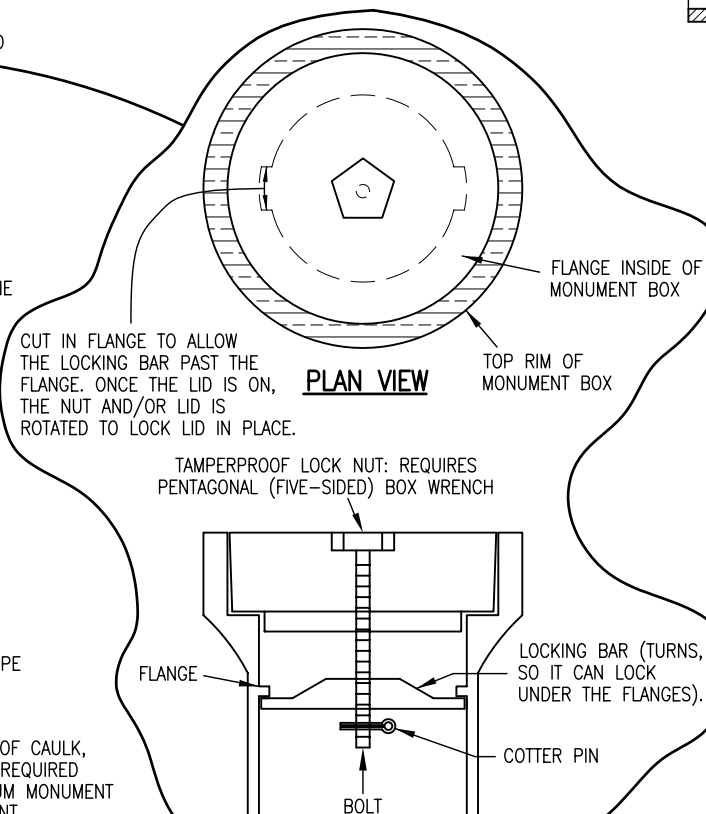 FLANGE INSIDE OF
MONUMENT BOX
CUT IN FLANGE TO ALLOW
THE LOCKING BAR PAST THE
FLANGE. ONCE THE LID IS ON,
THE NUT AND/OR LID IS
ROTATED TO LOCK LID IN PLACE.
PLAN VIEW
TOP RIM OF
MONUMENT BOX
TAMPERPROOF LOCK NUT: REQUIRES
PENTAGONAL (FIVE-SIDED) BOX WRENCH
FLANGE
LOCKING BAR (TURNS,
SO IT CAN LOCK
UNDER THE FLANGES).
COTTER PIN
BOLT
OF CAULK,
REQUIRED
MONUMENT